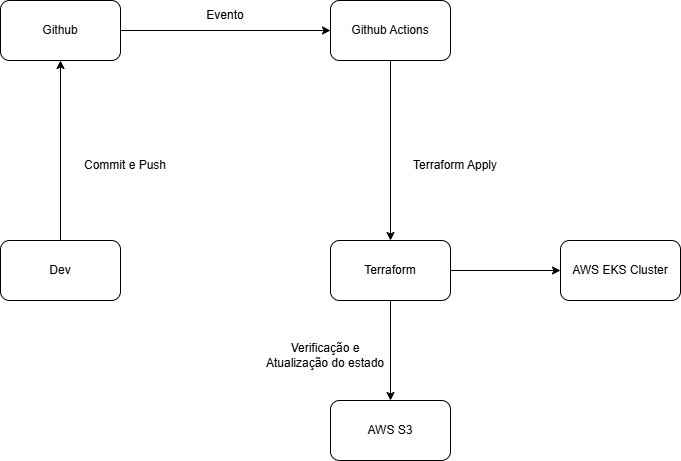 Evento
Github
Github Actions
Commit e Push
Terraform Apply
Dev
Terraform
AWS EKS Cluster
Verificação e
Atualização do estado
AWS S3